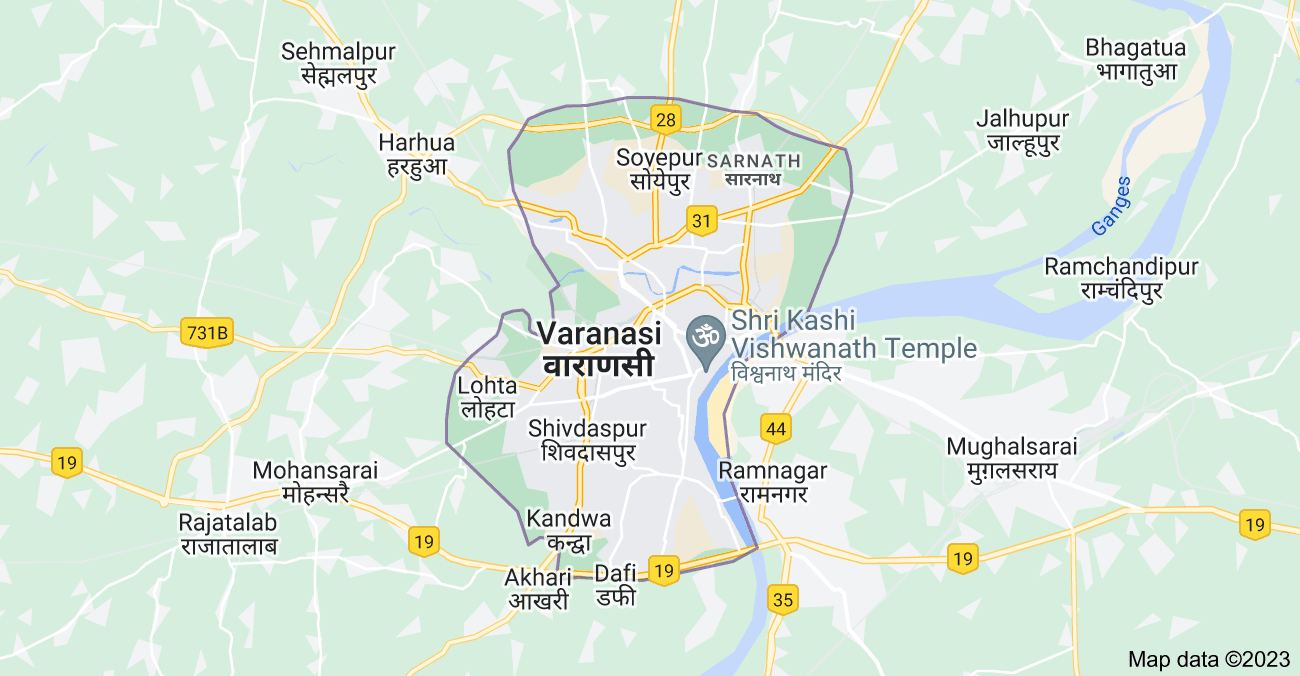 Sehmalpur
सेह्मलपुर
Bhagatua
भागातुआ
28
Jalhupur
जाल्हूपुर
Harhua
हरहुआ
Soyepur
सोयेपुर
SARNATH
सारनाथ
31
Ganges
Ramchandipur
राम्चंदिपुर
731B
Varanasi
वाराणसी
Shri Kashi
Vishwanath Temple
विश्वनाथ मंदिर
Lohta
लोहटा
Shivdaspur
शिवदासपुर
44
Mughalsarai
मुग़लसराय
19
Mohansarai
मोहन्सरै
Ramnagar
रामनगर
Rajatalab
राजातालाब
19
Kandwa
कन्द्वा
19
19
Akhari
आखरी
Dafi
डफी
19
35
Map data ©2023